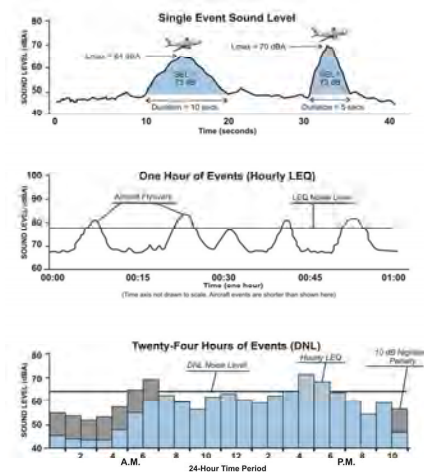 Single Event Sound Level
SOUND LEVEL (dBA)
80
70
60
50
40
Lmax = 64 dBA
Lmax = 70 dBA
SEL =
73 dB
SEL =
73 dB
Duration = 10 secs
Duration = 5 secs
0
10
20
30
40
Time (seconds)
One Hour of Events (Hourly LEQ)
SOUND LEVEL (dBA)
100
90
80
70
60
Aircraft Flyovers
LEQ Noise Level
00:00
00:15
00:30
00:45
01:00
Time (one hour)
(Time axis not drawn to scale. Aircraft events are shorter than shown here)
Twenty-Four Hours of Events (DNL)
SOUND LEVEL (dBA)
80
70
60
50
40
DNL Noise Level
Hourly LEQ
10 dB Nighttime
Penalty
2
4
6
8
10
12
2
4
6
8
10
A.M.
P.M.
24-Hour Time Period